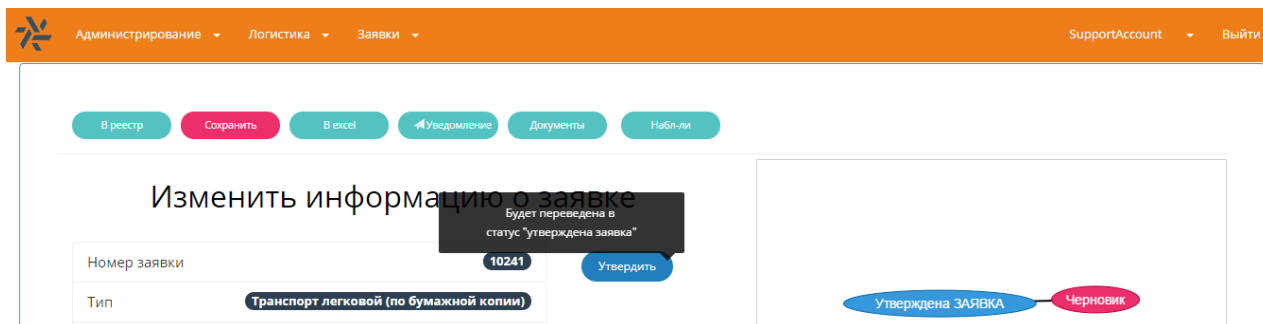 Администрирование Логистика Заявки SupportAccount Выйти
В реестр Сохранить В excel Уведомление Документы Набл-ли
Изменить информацию о заявке
Будет переведена в
статус "утверждена заявка"
Номер заявки 10241 Утвердить
Тип Транспорт легковой (по бумажной копии) Утверждена ЗАЯВКА Черновик